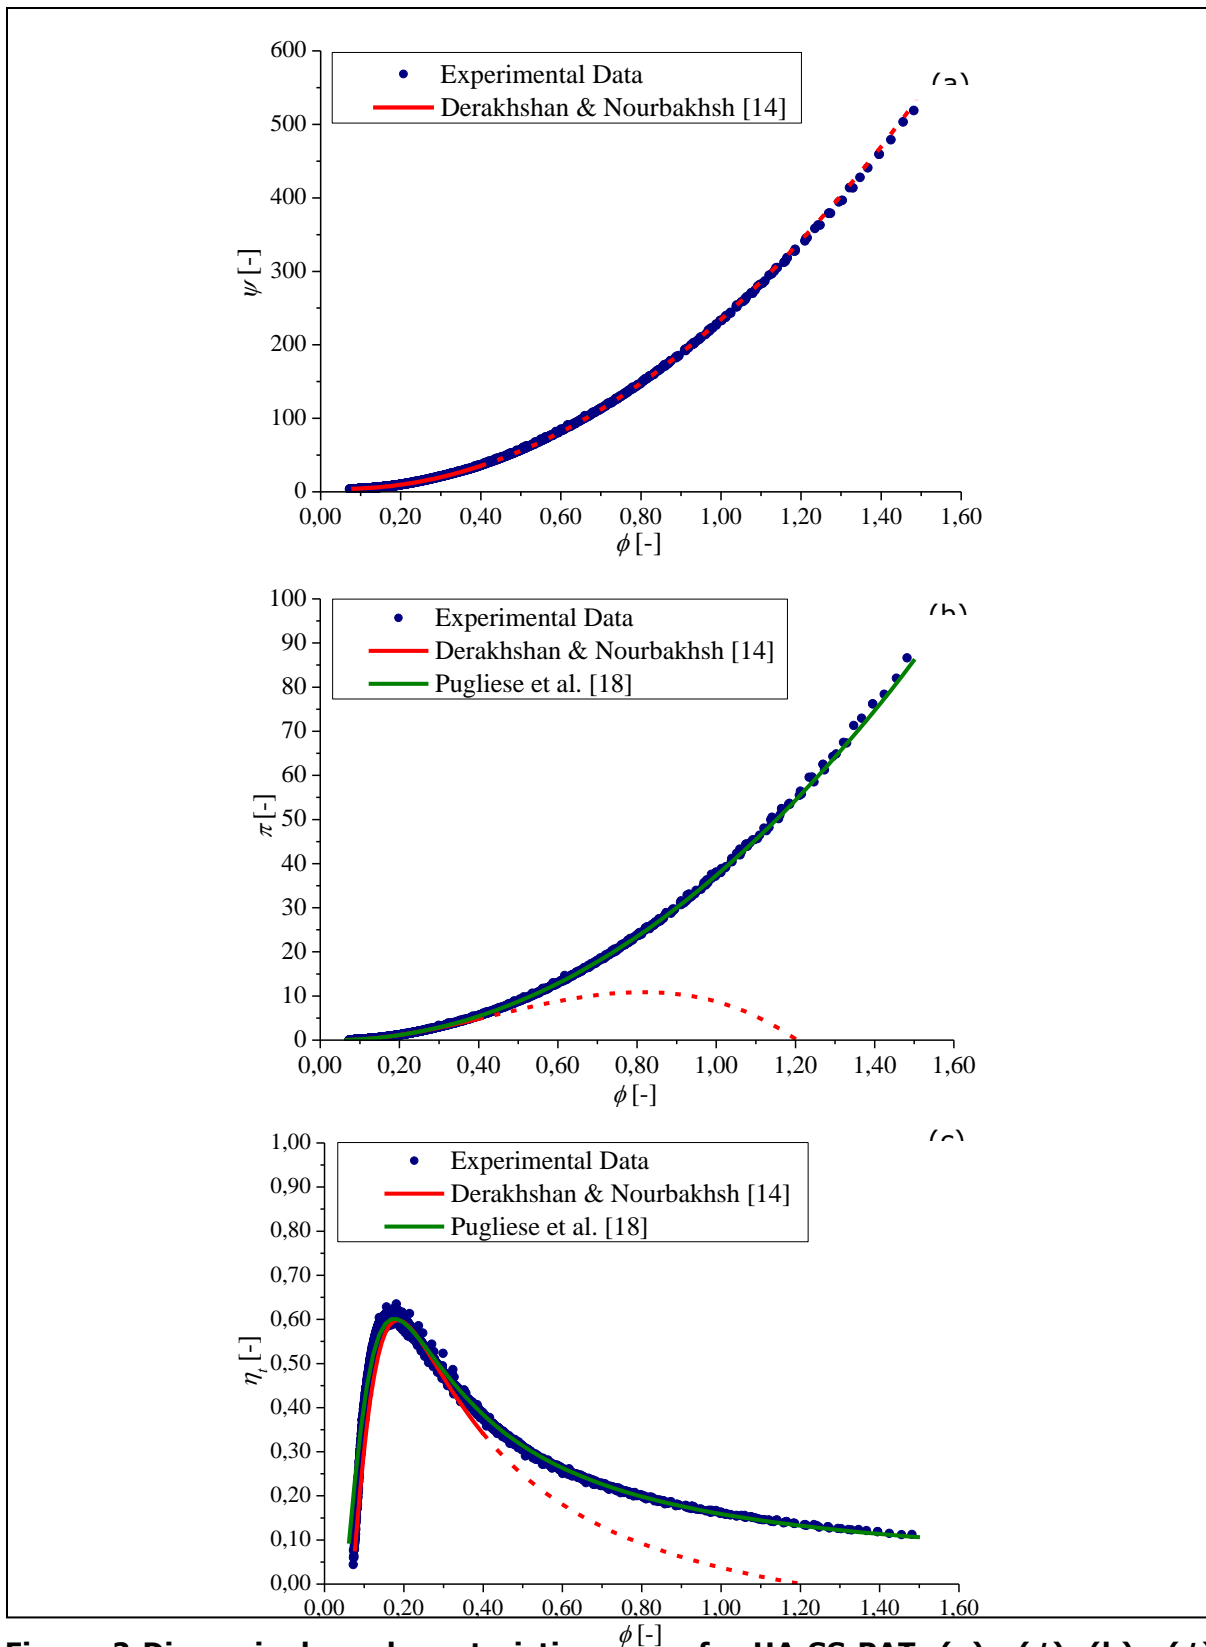 600
500
400
300
200
100
0
ψ [-]
Experimental Data
Derakhshan & Nourbakhsh [14]
(a)
0,00 0,20 0,40 0,60 0,80 1,00 1,20 1,40 1,60
ϕ [-]
100
90
80
70
60
50
40
30
20
10
0
π [-]
Experimental Data
Derakhshan & Nourbakhsh [14]
Pugliese et al. [18]
(b)
0,00 0,20 0,40 0,60 0,80 1,00 1,20 1,40 1,60
ϕ [-]
1,00
0,90
0,80
0,70
0,60
0,50
0,40
0,30
0,20
0,10
0,00
ηt [-]
Experimental Data
Derakhshan & Nourbakhsh [14]
Pugliese et al. [18]
(c)
0,00 0,20 0,40 0,60 0,80 1,00 1,20 1,40 1,60
ϕ [-]